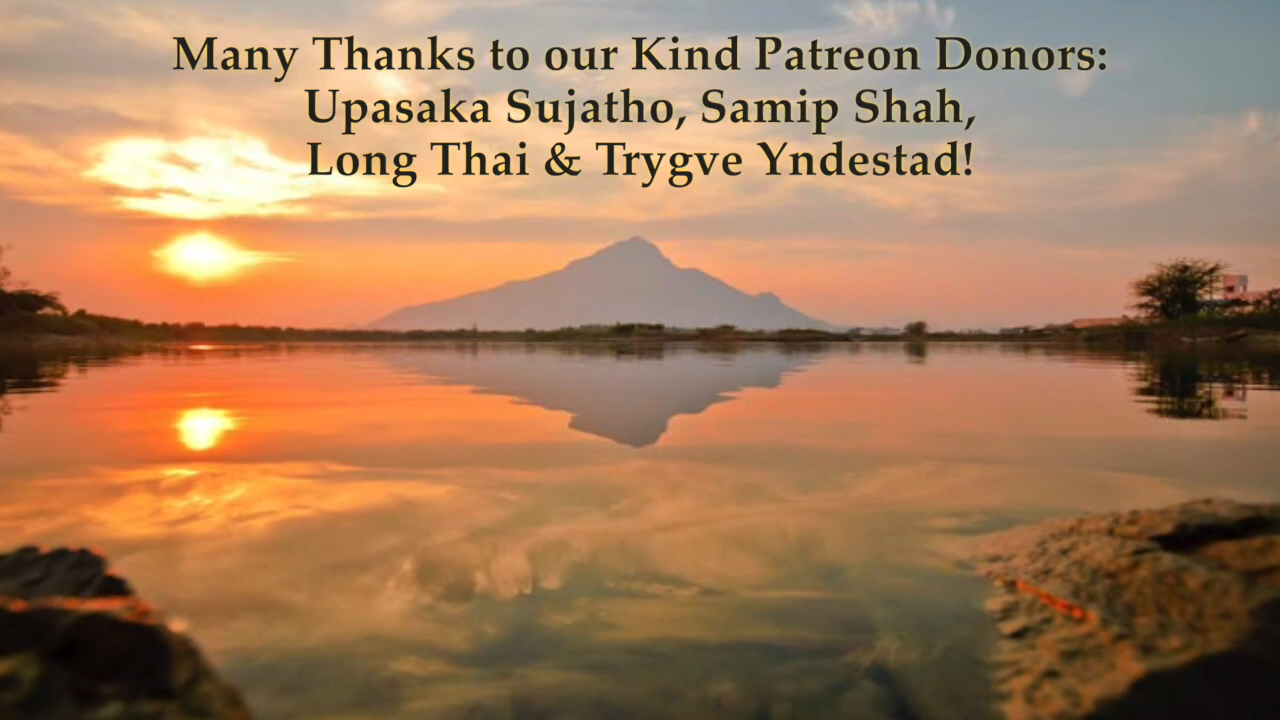 Many Thanks to our Kind Patreon Donors:
Upasaka Sujatho, Samip Shah,
Long Thai & Trygve Yndestad!